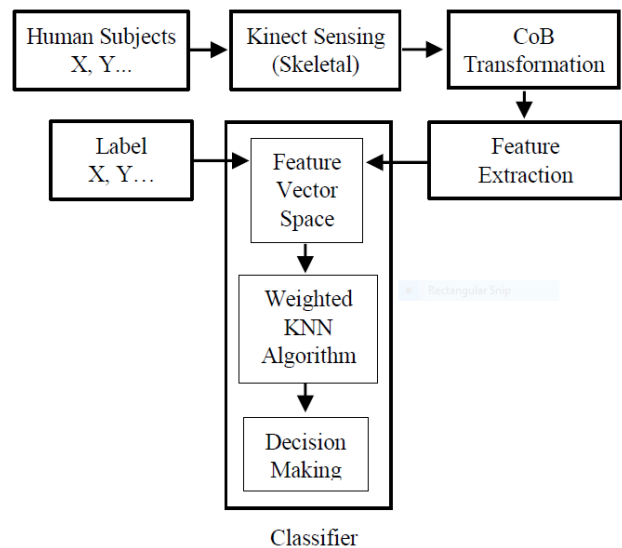 Human Subjects
X, Y...
Kinect Sensing
(Skeletal)
CoB
Transformation
Label
X, Y…
Feature
Vector
Space
Feature
Extraction
Rectangular Snip
Weighted
KNN
Algorithm
Decision
Making
Classifier